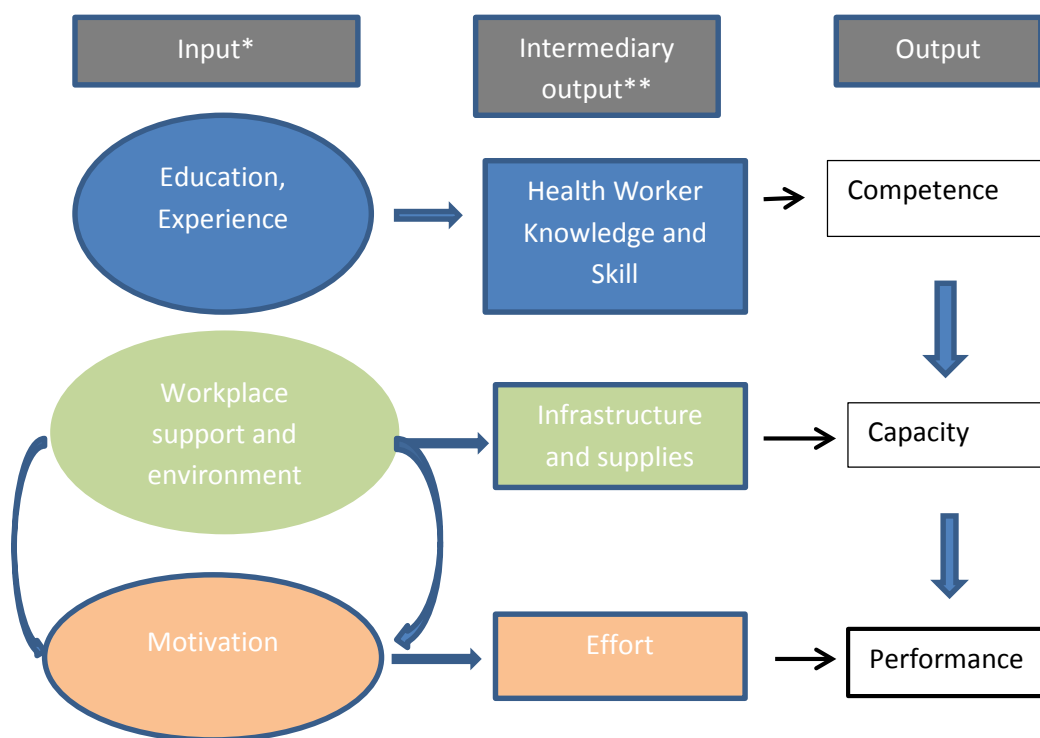 Input*
Intermediary
output**
Output
Education,
Experience
Health Worker
Knowledge and
Skill
Competence
Workplace
support and
environment
Infrastructure
and supplies
Capacity
Motivation
Effort
Performance